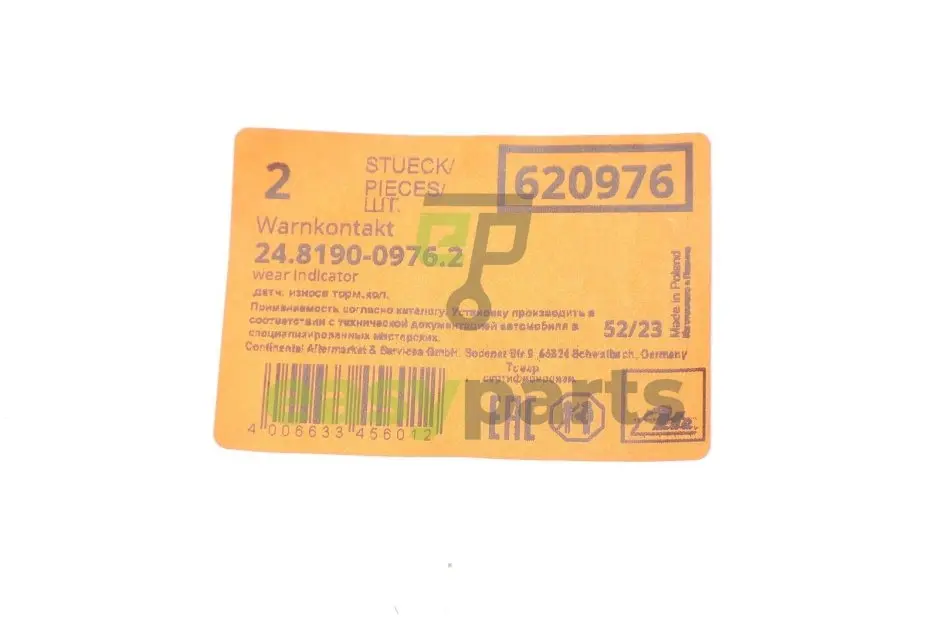 2
STUECK/
PIECES/
ШТ.
620976
Warnkontakt
24.8190-0976.2
wear indicator
датч. износа торм.кол.
Применимость согласно каталогу. Установку производить в
соответствии с технической документацией автомобиля в
специализированных мастерских.
52/23
Made in Poland
Continental Aftermarket & Services GmbH. Sodener Str 9, 65824 Schwalbach, Germany
Товар
сертифицирован
4 006633 456012
EAC
Ate
easyparts